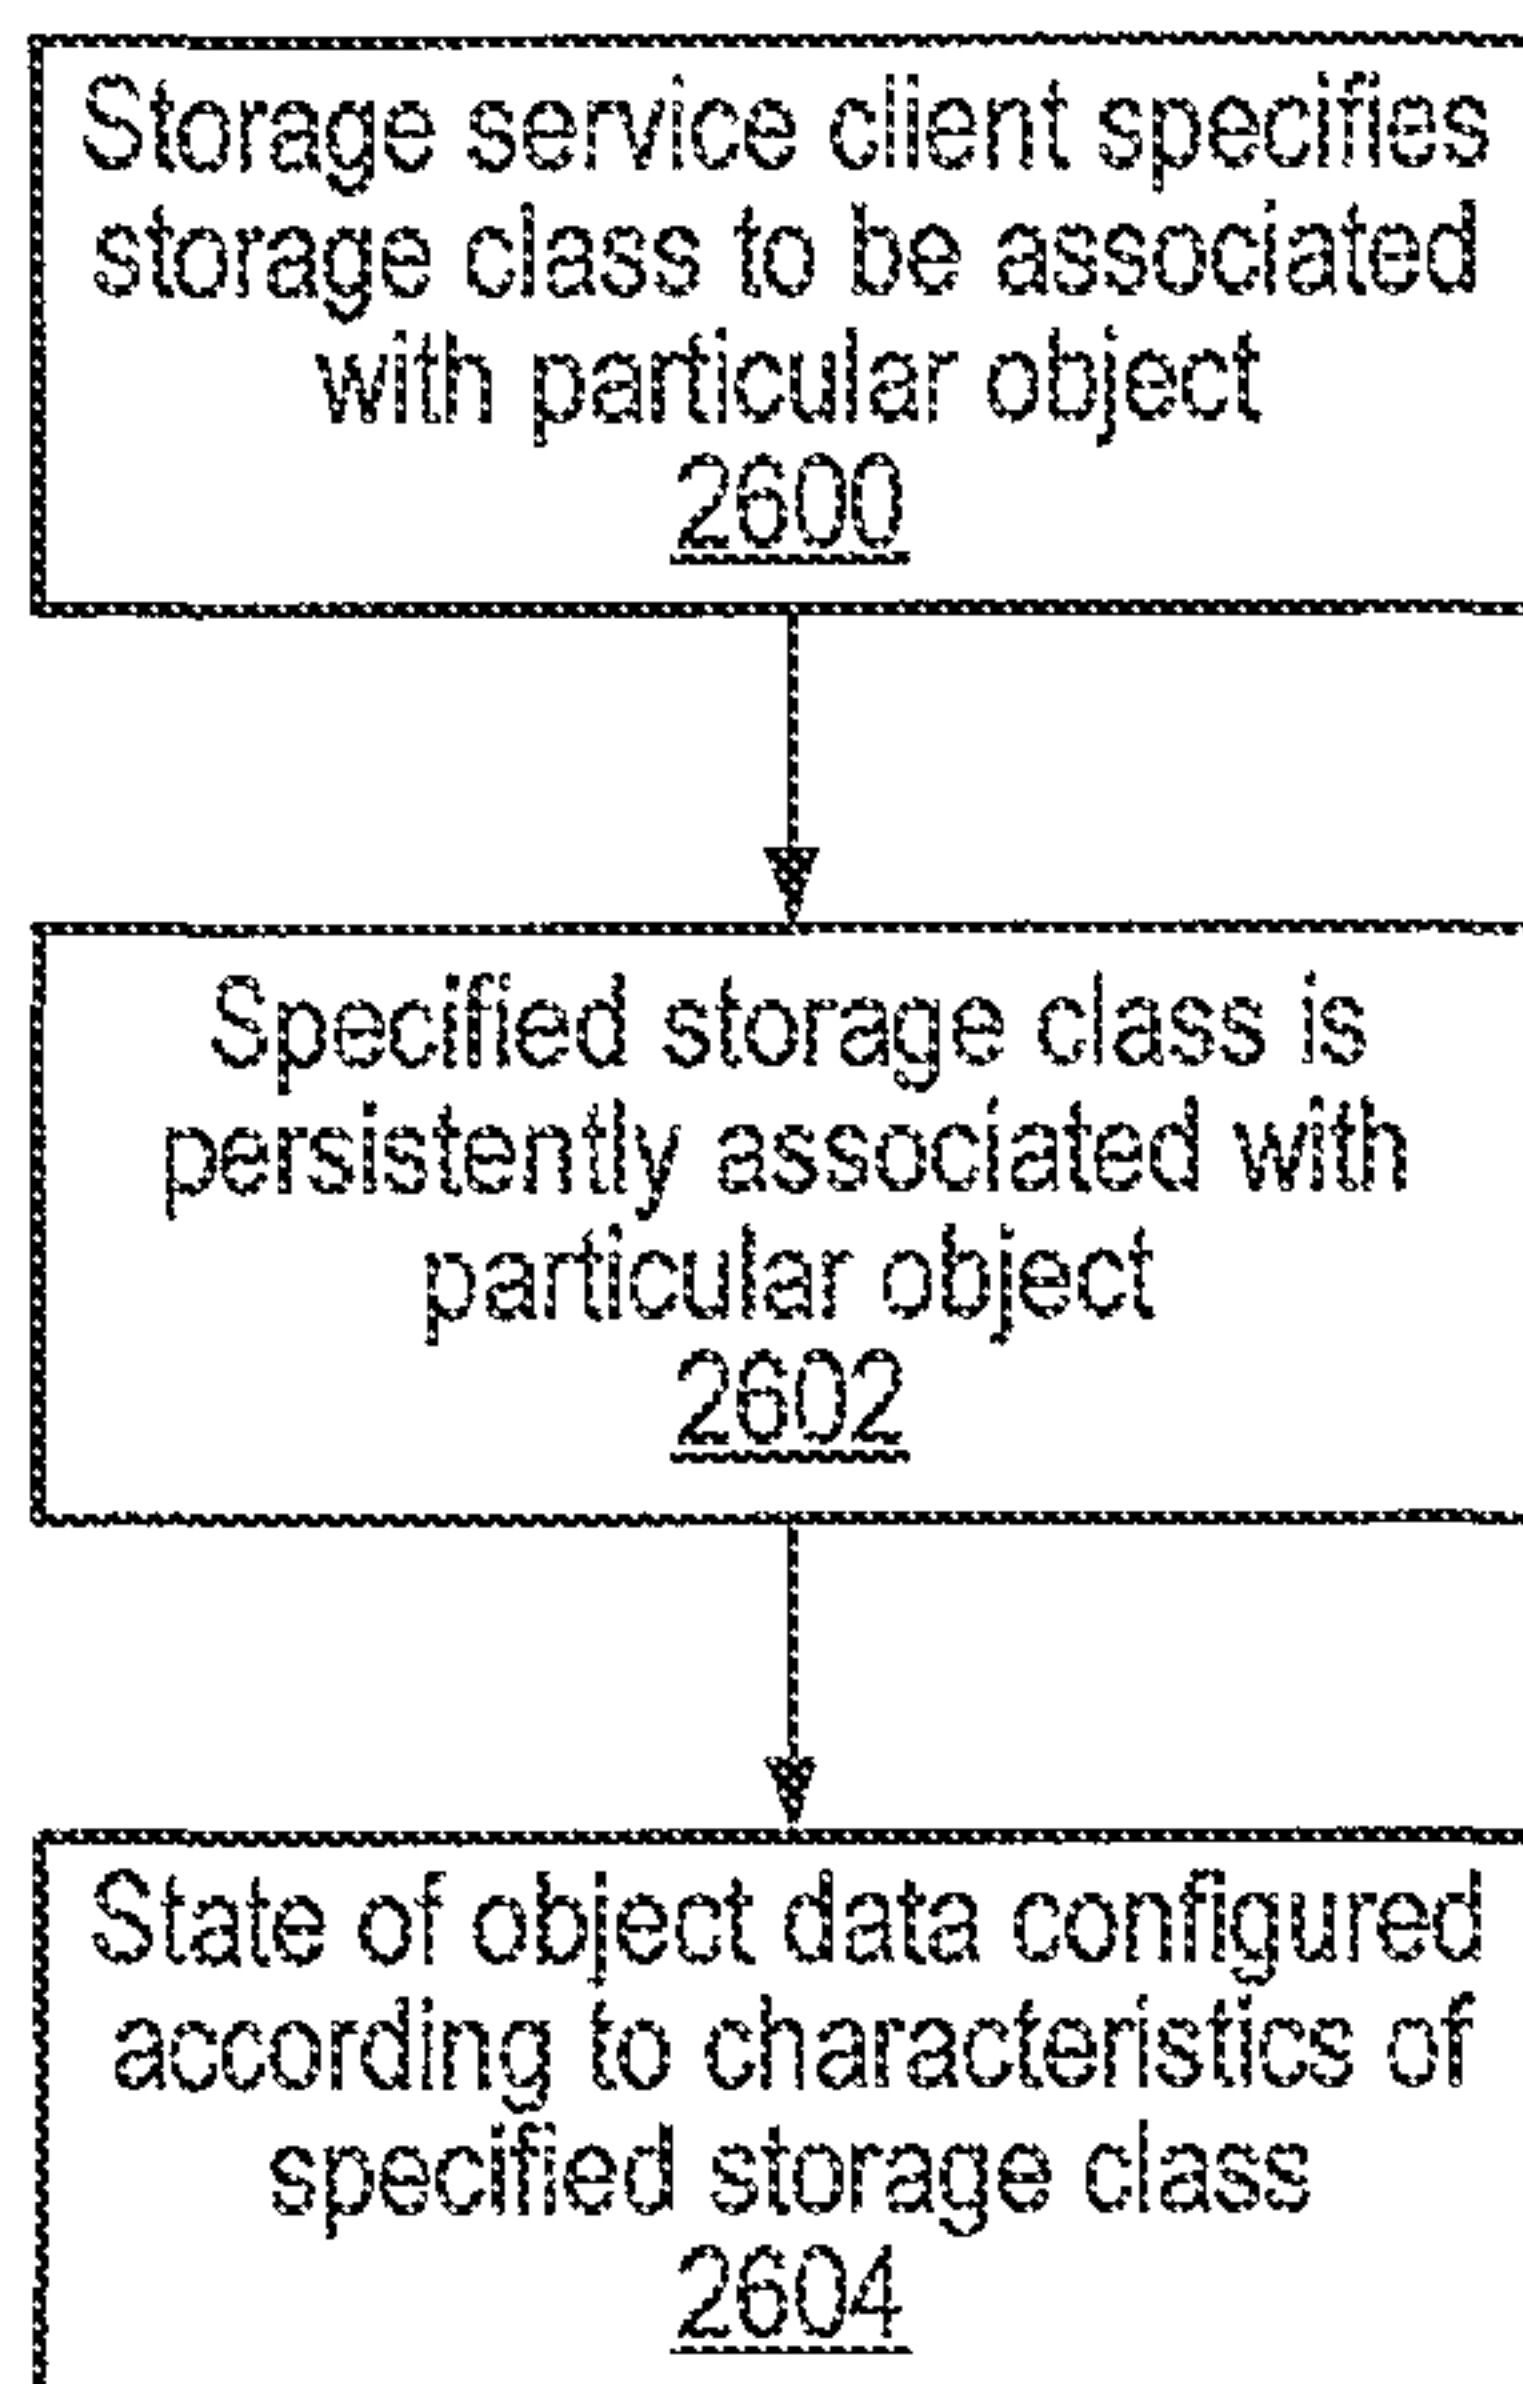 Storage service client specifies
storage class to be associated
with particular object
2600
Specified storage class is
persistently associated with
particular object
2602
State of object data configured
according to characteristics of
specified storage class
2604